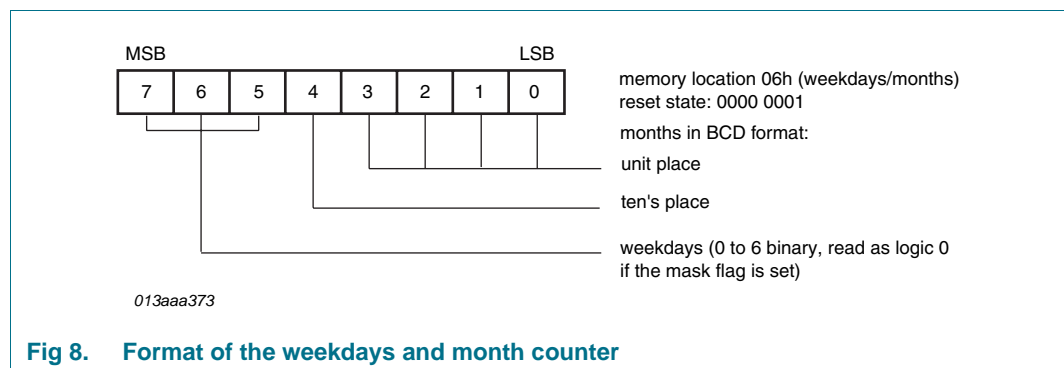 MSB LSB
7 6 5 4 3 2 1 0
memory location 06h (weekdays/months)
reset state: 0000 0001
months in BCD format:
unit place
ten's place
weekdays (0 to 6 binary, read as logic 0
if the mask flag is set)
013aaa373
Fig 8. Format of the weekdays and month counter